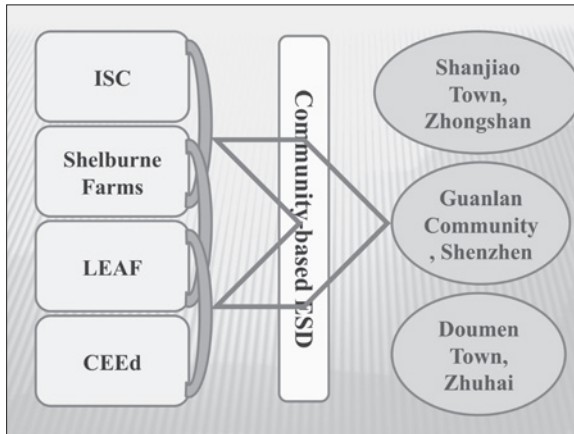 ISC
Shelburne
Farms
LEAF
CEEd
Community-based ESD
Shanjiao
Town,
Zhongshan
Guanlan
Community
, Shenzhen
Doumen
Town,
Zhuhai